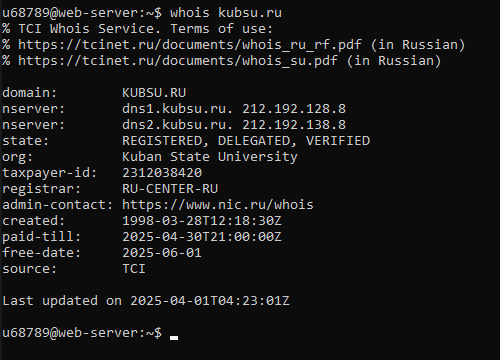 u68789@web-server:~$ whois kubsu.ru
% TCI Whois Service. Terms of use:
% https://tcinet.ru/documents/whois_ru_rf.pdf (in Russian)
% https://tcinet.ru/documents/whois_su.pdf (in Russian)

domain:        KUBSU.RU
nserver:       dns1.kubsu.ru. 212.192.128.8
nserver:       dns2.kubsu.ru. 212.192.138.8
state:         REGISTERED, DELEGATED, VERIFIED
org:           Kuban State University
taxpayer-id:   2312038420
registrar:     RU-CENTER-RU
admin-contact: https://www.nic.ru/whois
created:       1998-03-28T12:18:30Z
paid-till:     2025-04-30T21:00:00Z
free-date:     2025-06-01
source:        TCI

Last updated on 2025-04-01T04:23:01Z

u68789@web-server:~$